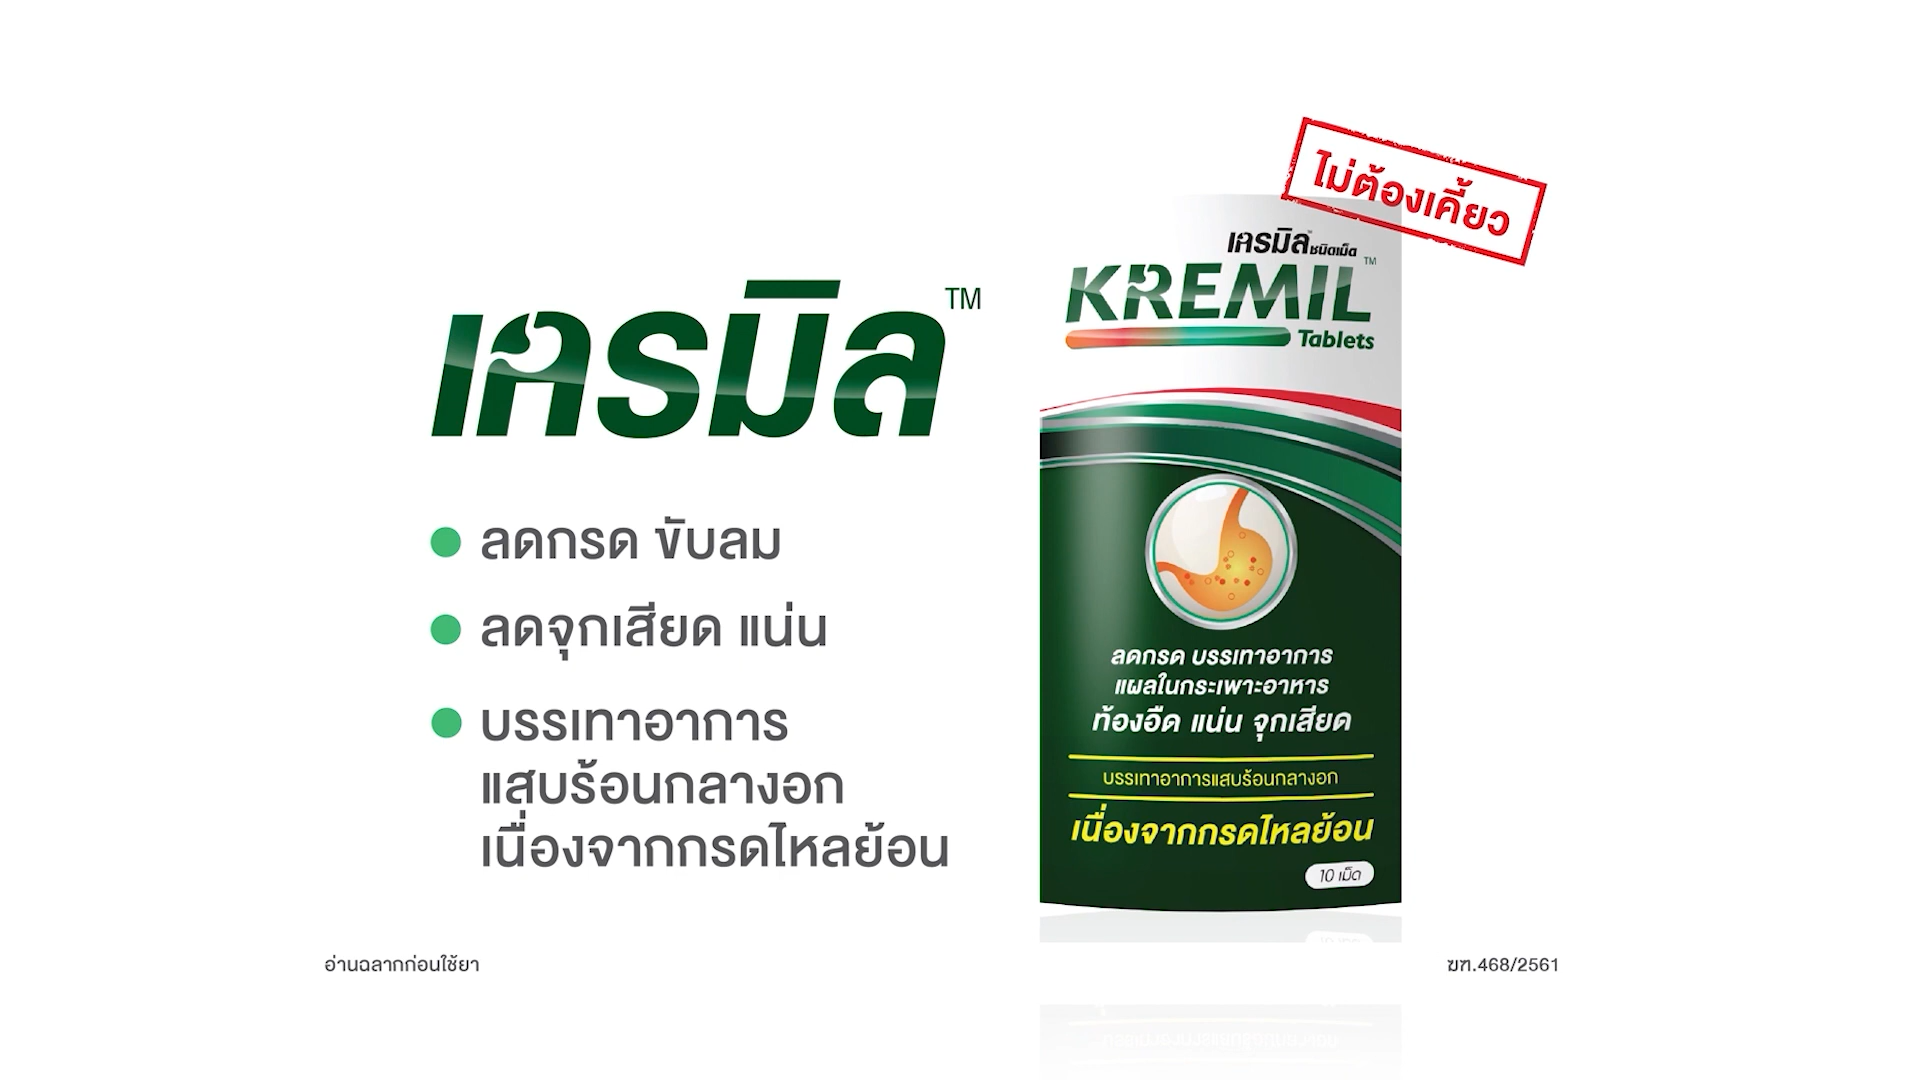 เครมิล™
ลดกรด ขับลม
ลดจุกเสียด แน่น
บรรเทาอาการ
แสบร้อนกลางอก
เนื่องจากกรดไหลย้อน
ไม่ต้องเคี้ยว
เครมิล™ชนิดเม็ด
KREMIL™
Tablets
ลดกรด บรรเทาอาการ
แผลในกระเพาะอาหาร
ท้องอืด แน่น จุกเสียด
บรรเทาอาการแสบร้อนกลางอก
เนื่องจากกรดไหลย้อน
10 เม็ด
อ่านฉลากก่อนใช้ยา
ฆท.468/2561